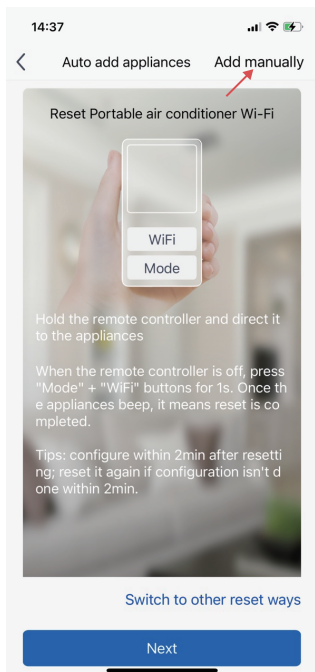 14:37
Auto add appliances Add manually
Reset Portable air conditioner Wi-Fi
WiFi
Mode
Hold the remote controller and direct it
to the appliances
When the remote controller is off, press
"Mode" + "WiFi" buttons for 1s. Once th
e appliances beep, it means reset is co
mpleted.
Tips: configure within 2min after resetti
ng; reset it again if configuration isn't d
one within 2min.
Switch to other reset ways
Next